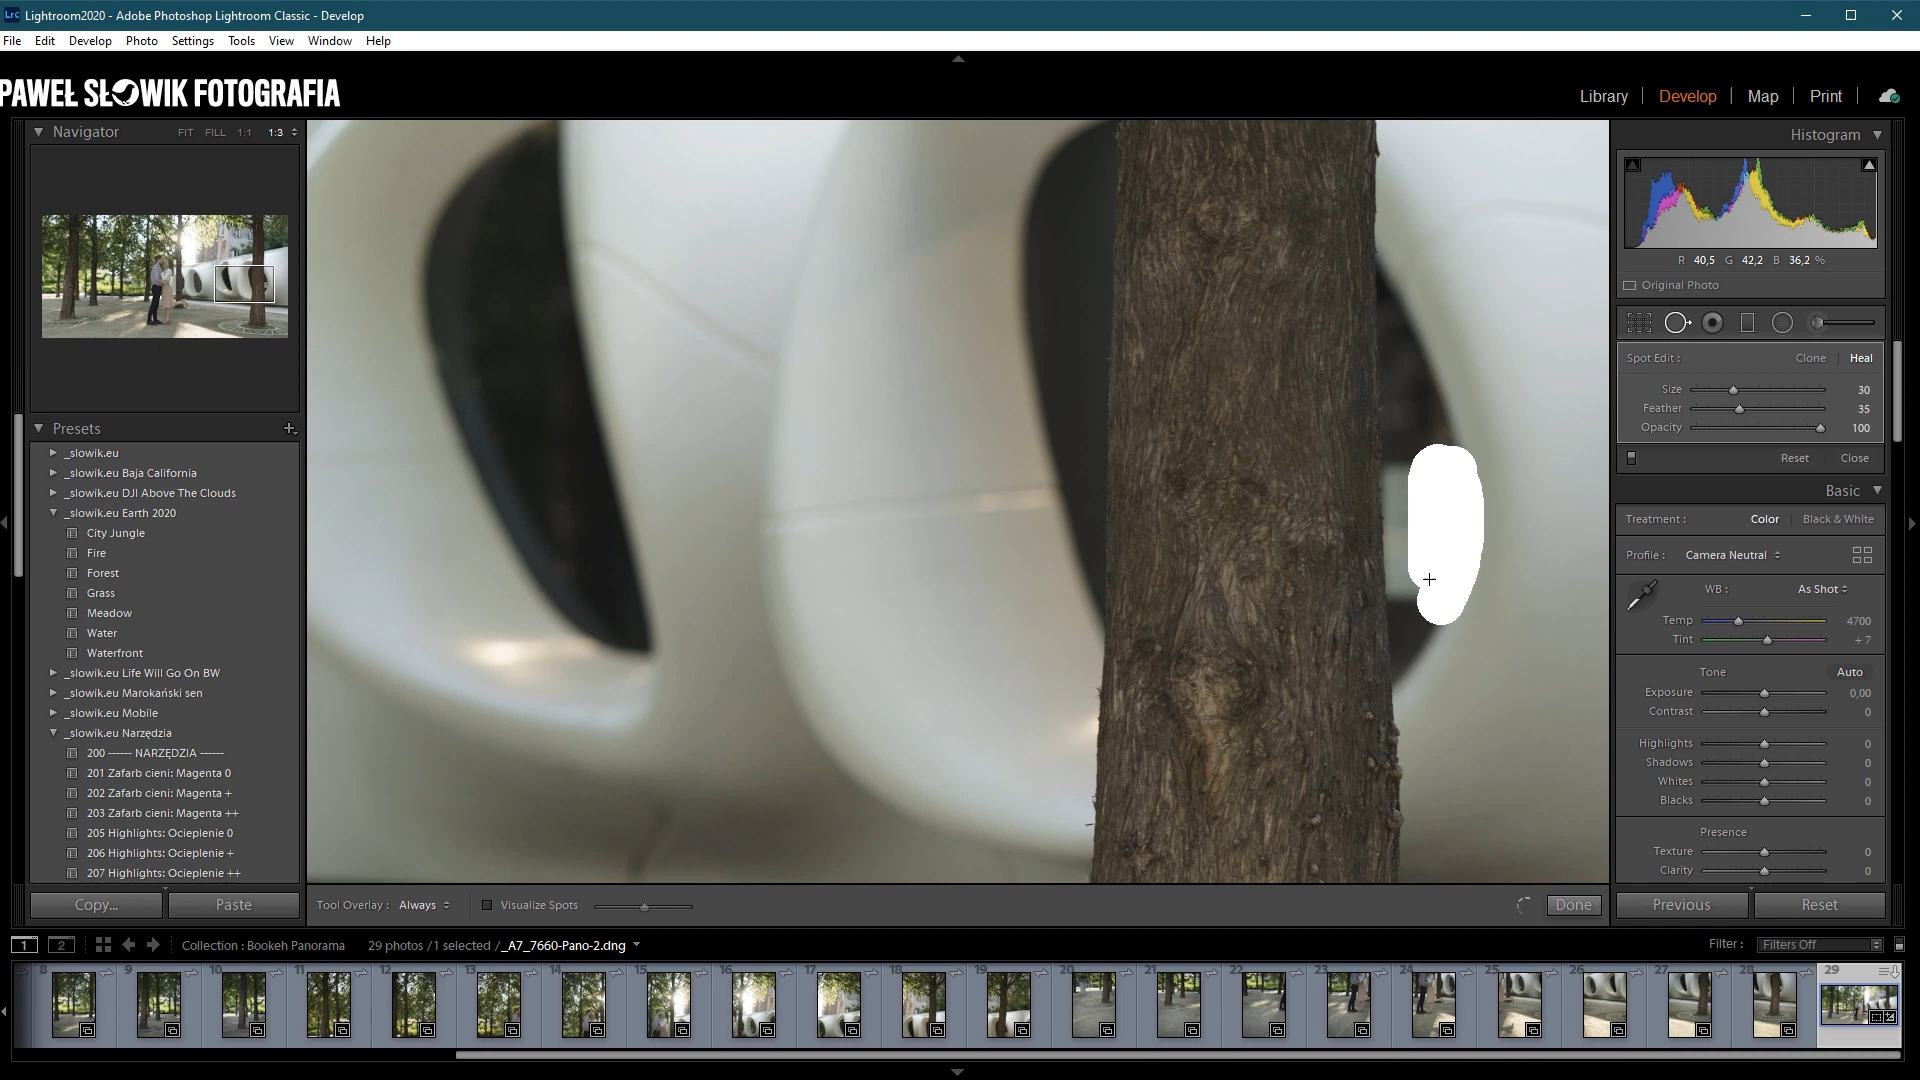 Lrc Lightroom2020 - Adobe Photoshop Lightroom Classic - Develop
File Edit Develop Photo Settings Tools View Window Help
PAWEŁ SŁOWIK FOTOGRAFIA
Library Develop Map Print
Navigator FIT FILL 1:1 1:3
Presets
_slowik.eu
_slowik.eu Baja California
_slowik.eu DJI Above The Clouds
_slowik.eu Earth 2020
City Jungle
Fire
Forest
Grass
Meadow
Water
Waterfront
_slowik.eu Life Will Go On BW
_slowik.eu Marokański sen
_slowik.eu Mobile
_slowik.eu Narzędzia
200 ------ NARZĘDZIA ------
201 Zafarb cieni: Magenta 0
202 Zafarb cieni: Magenta +
203 Zafarb cieni: Magenta ++
205 Highlights: Ocieplenie 0
206 Highlights: Ocieplenie +
207 Highlights: Ocieplenie ++
Copy... Paste
Tool Overlay : Always Visualize Spots Done
Histogram
R 40,5 G 42,2 B 36,2 %
Original Photo
Spot Edit : Clone Heal
Size 30
Feather 35
Opacity 100
Reset Close
Basic
Treatment : Color Black & White
Profile : Camera Neutral
WB : As Shot
Temp 4700
Tint + 7
Tone Auto
Exposure 0,00
Contrast 0
Highlights 0
Shadows 0
Whites 0
Blacks 0
Presence
Texture 0
Clarity 0
Previous Reset
1 2 Collection : Bookeh Panorama 29 photos / 1 selected / _A7_7660-Pano-2.dng Filter : Filters Off
8 9 10 11 12 13 14 15 16 17 18 19 20 21 22 23 24 25 26 27 28 29